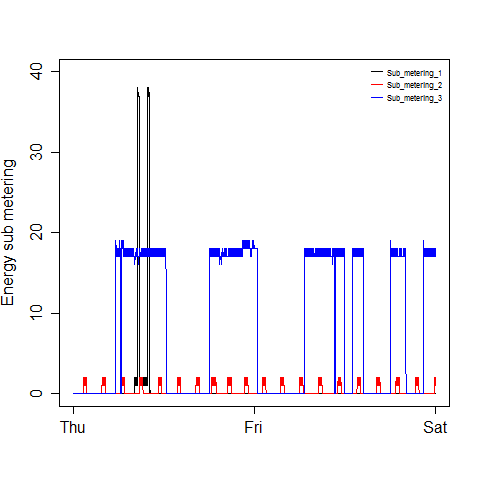 Energy sub metering
40
30
20
10
0
Thu
Fri
Sat
Sub_metering_1
Sub_metering_2
Sub_metering_3